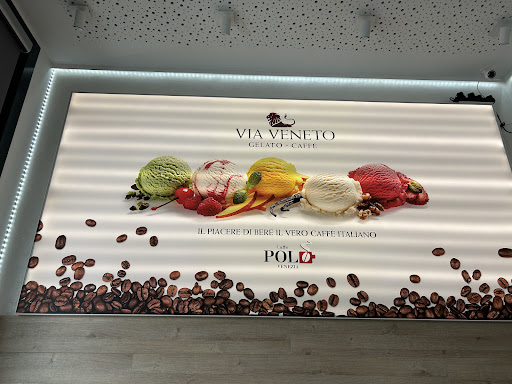 VIA VENETO
GELATO - CAFFÈ
IL PIACERE DI BERE IL VERO CAFFÈ ITALIANO
Caffè
POLO
VENEZIA